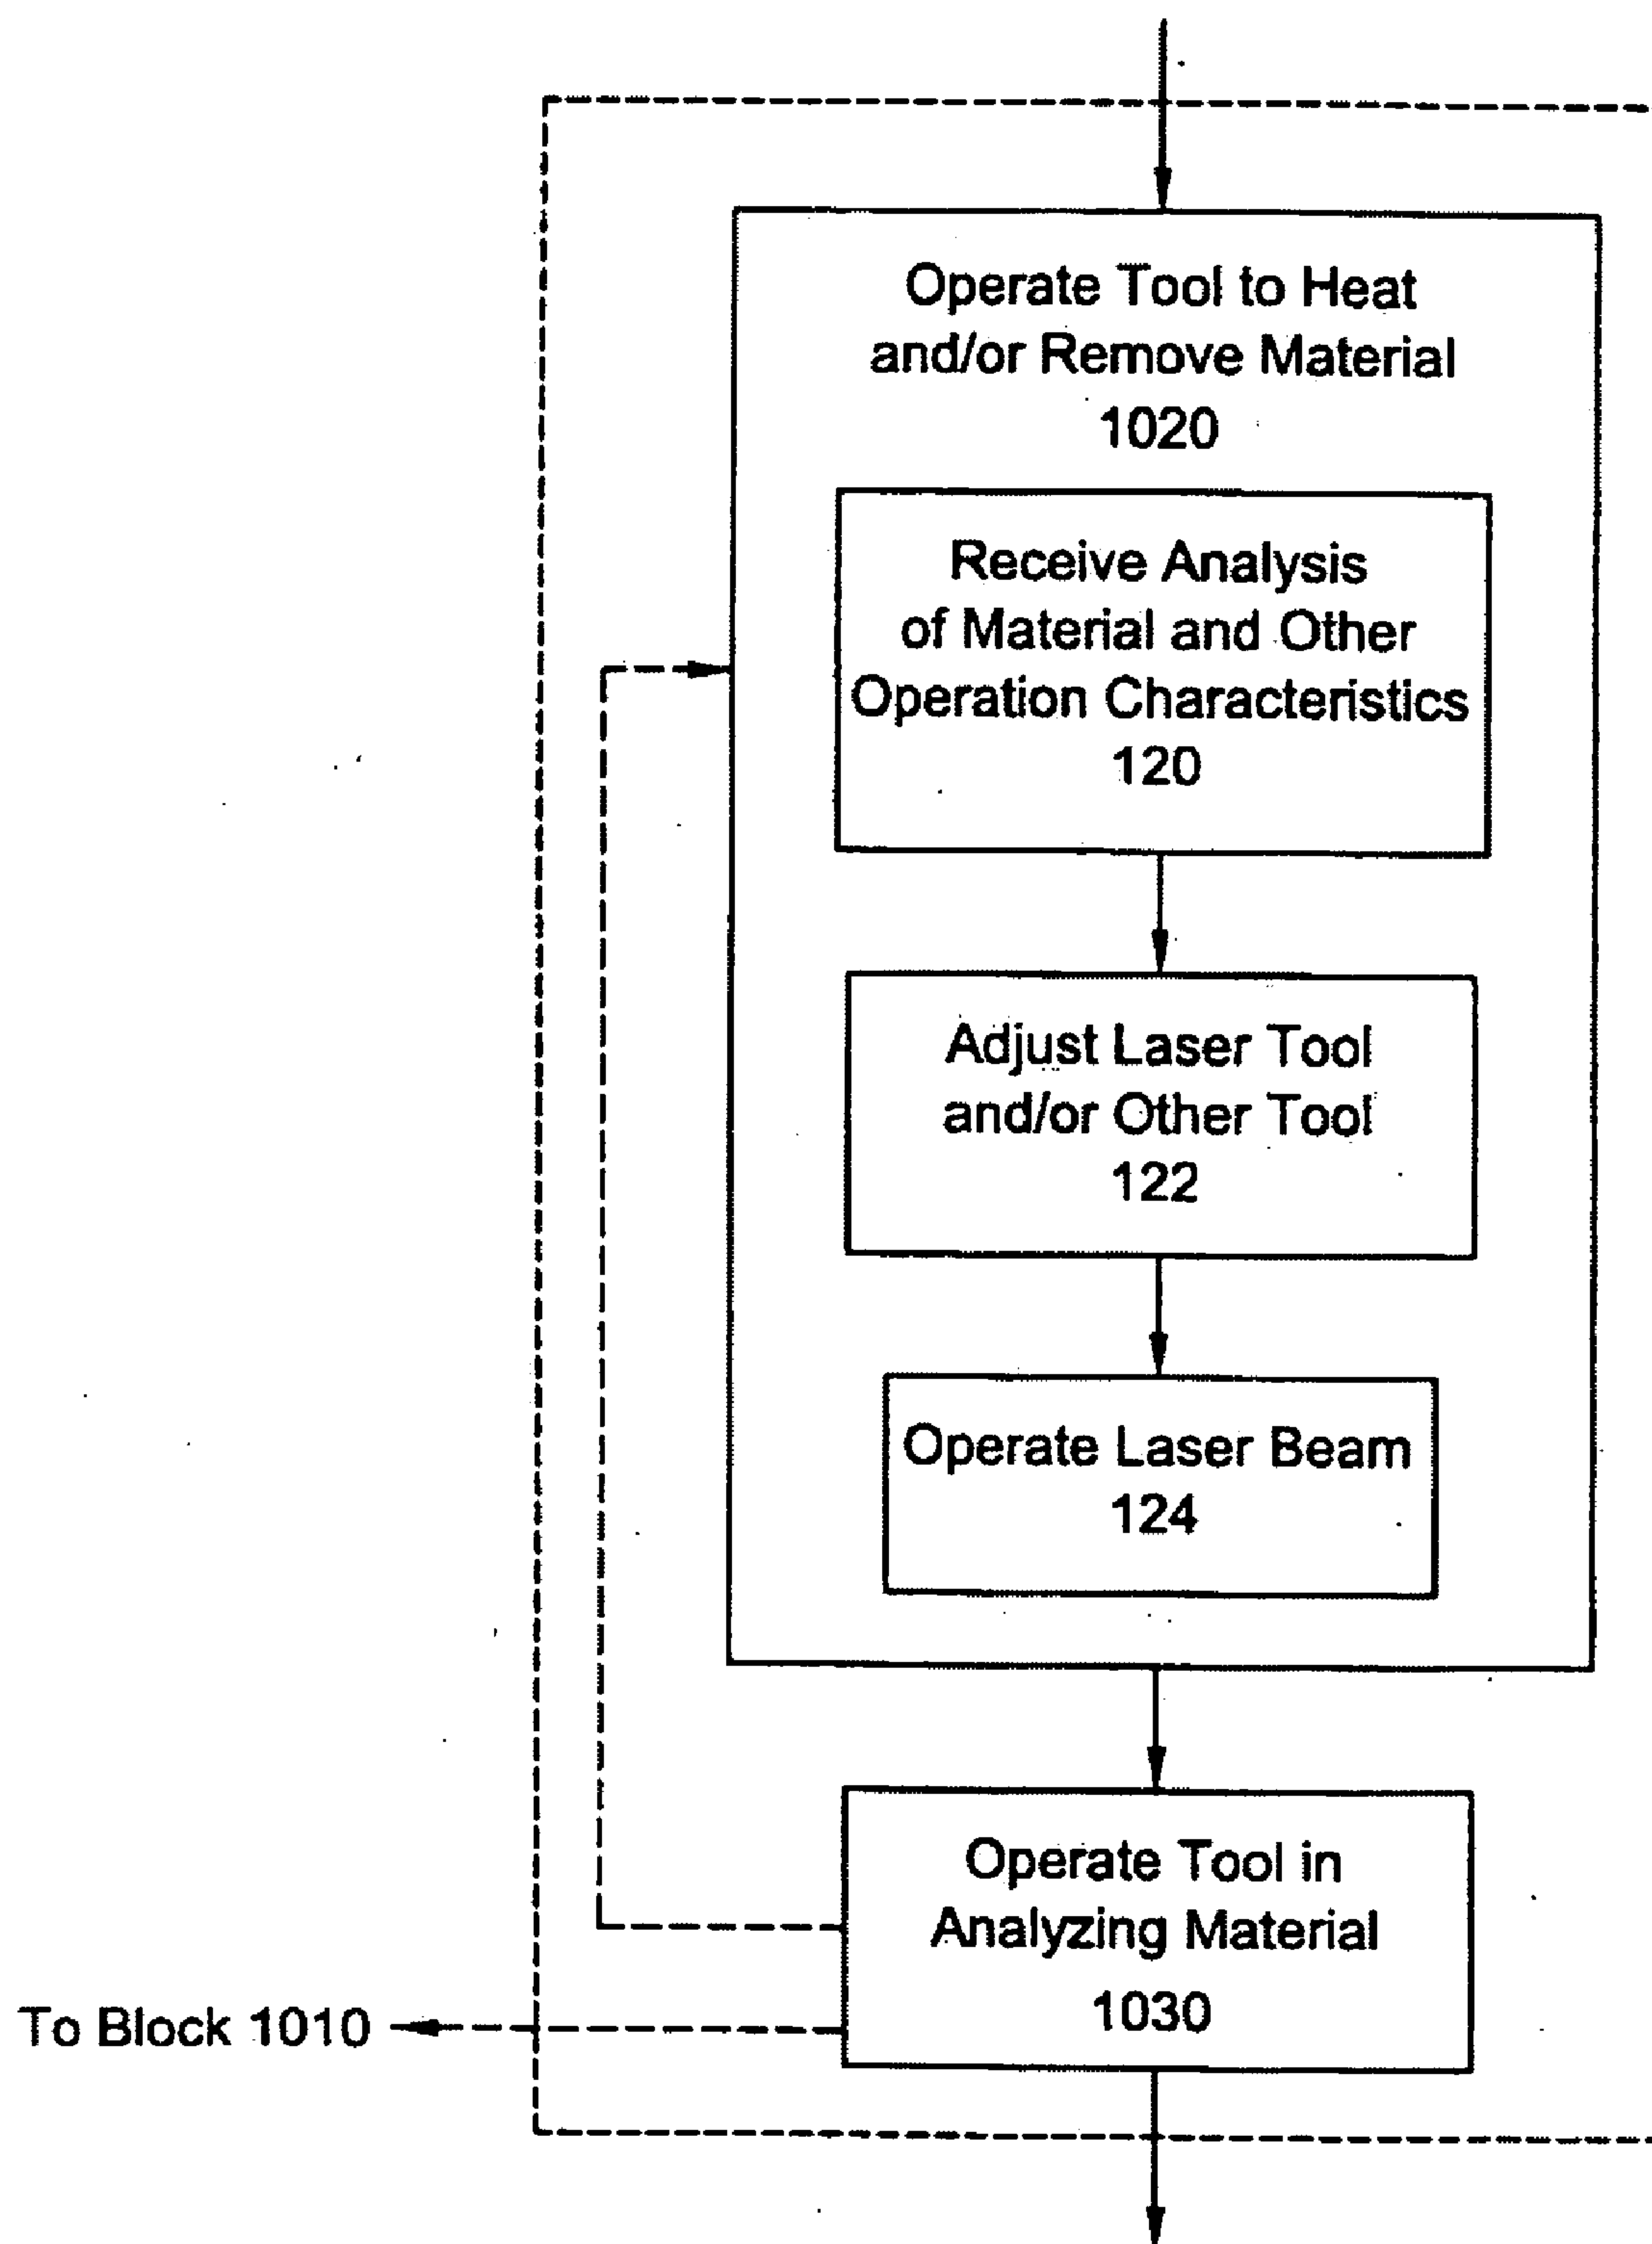 Operate Tool to Heat
and/or Remove Material
1020
Receive Analysis
of Material and Other
Operation Characteristics
120
Adjust Laser Tool
and/or Other Tool
122
Operate Laser Beam
124
Operate Tool in
Analyzing Material
1030
To Block 1010